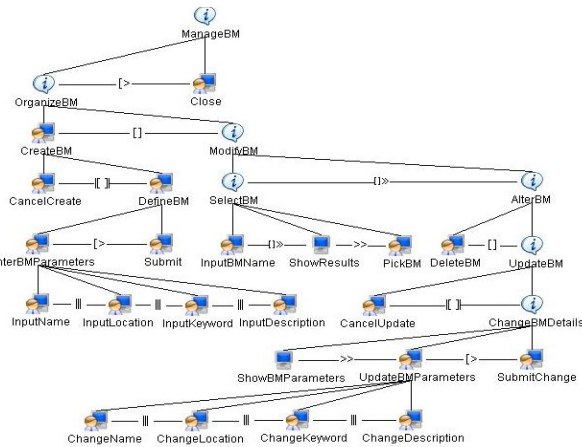 ManageBM
[>
OrganizeBM Close
[]
CreateBM ModifyBM
|[ ]| []»
CancelCreate DefineBM SelectBM AlterBM
[> []» >> []
nterBMParameters Submit InputBMName ShowResults PickBM DeleteBM UpdateBM
||| ||| ||| |[ ]|
InputName InputLocation InputKeyword InputDescription CancelUpdate ChangeBMDetails
>> [>
ShowBMParameters UpdateBMParameters SubmitChange
||| ||| |||
ChangeName ChangeLocation ChangeKeyword ChangeDescription